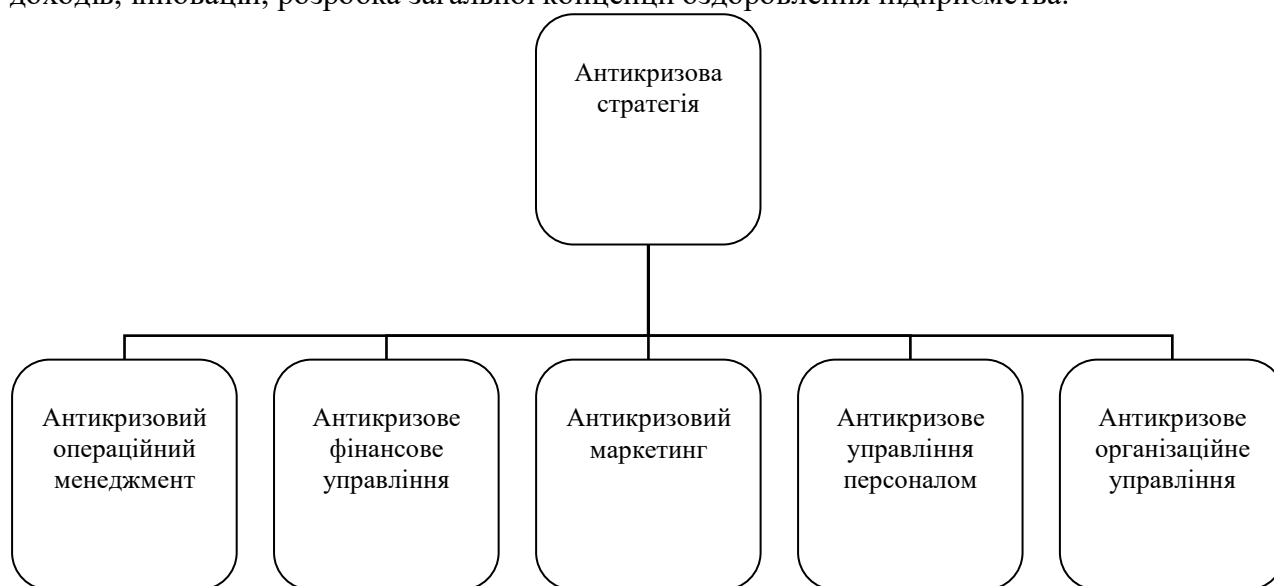 доходів, інновацій, розробка загальної концепції оздоровлення підприємства.
Антикризова
стратегія
Антикризовий
операційний
менеджмент
Антикризове
фінансове
управління
Антикризовий
маркетинг
Антикризове
управління
персоналом
Антикризове
організаційне
управління